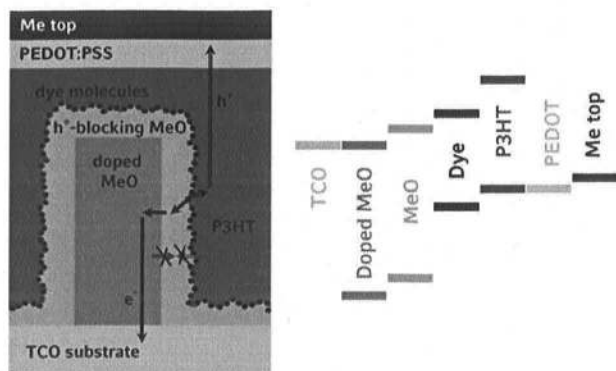 Me top
PEDOT:PSS
dye molecules
h⁺
h⁺-blocking MeO
doped
MeO
P3HT
e⁻
TCO substrate
TCO
Doped MeO
MeO
Dye
P3HT
PEDOT
Me top